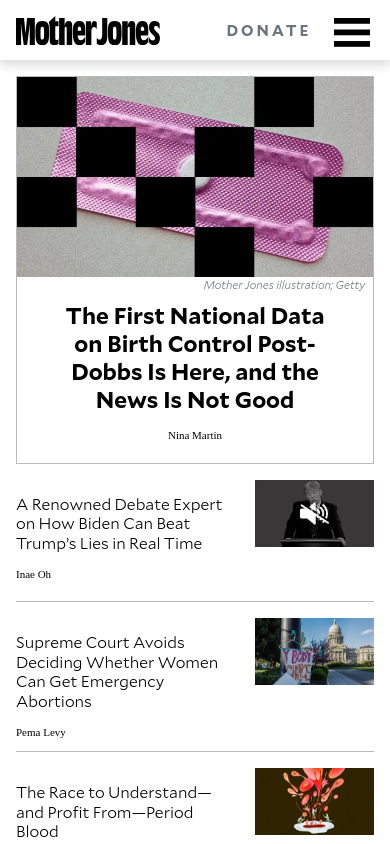 Mother Jones
DONATE
Mother Jones illustration; Getty
The First National Data
on Birth Control Post-
Dobbs Is Here, and the
News Is Not Good
Nina Martin
A Renowned Debate Expert
on How Biden Can Beat
Trump’s Lies in Real Time
Inae Oh
Supreme Court Avoids
Deciding Whether Women
Can Get Emergency
Abortions
Pema Levy
The Race to Understand—
and Profit From—Period
Blood